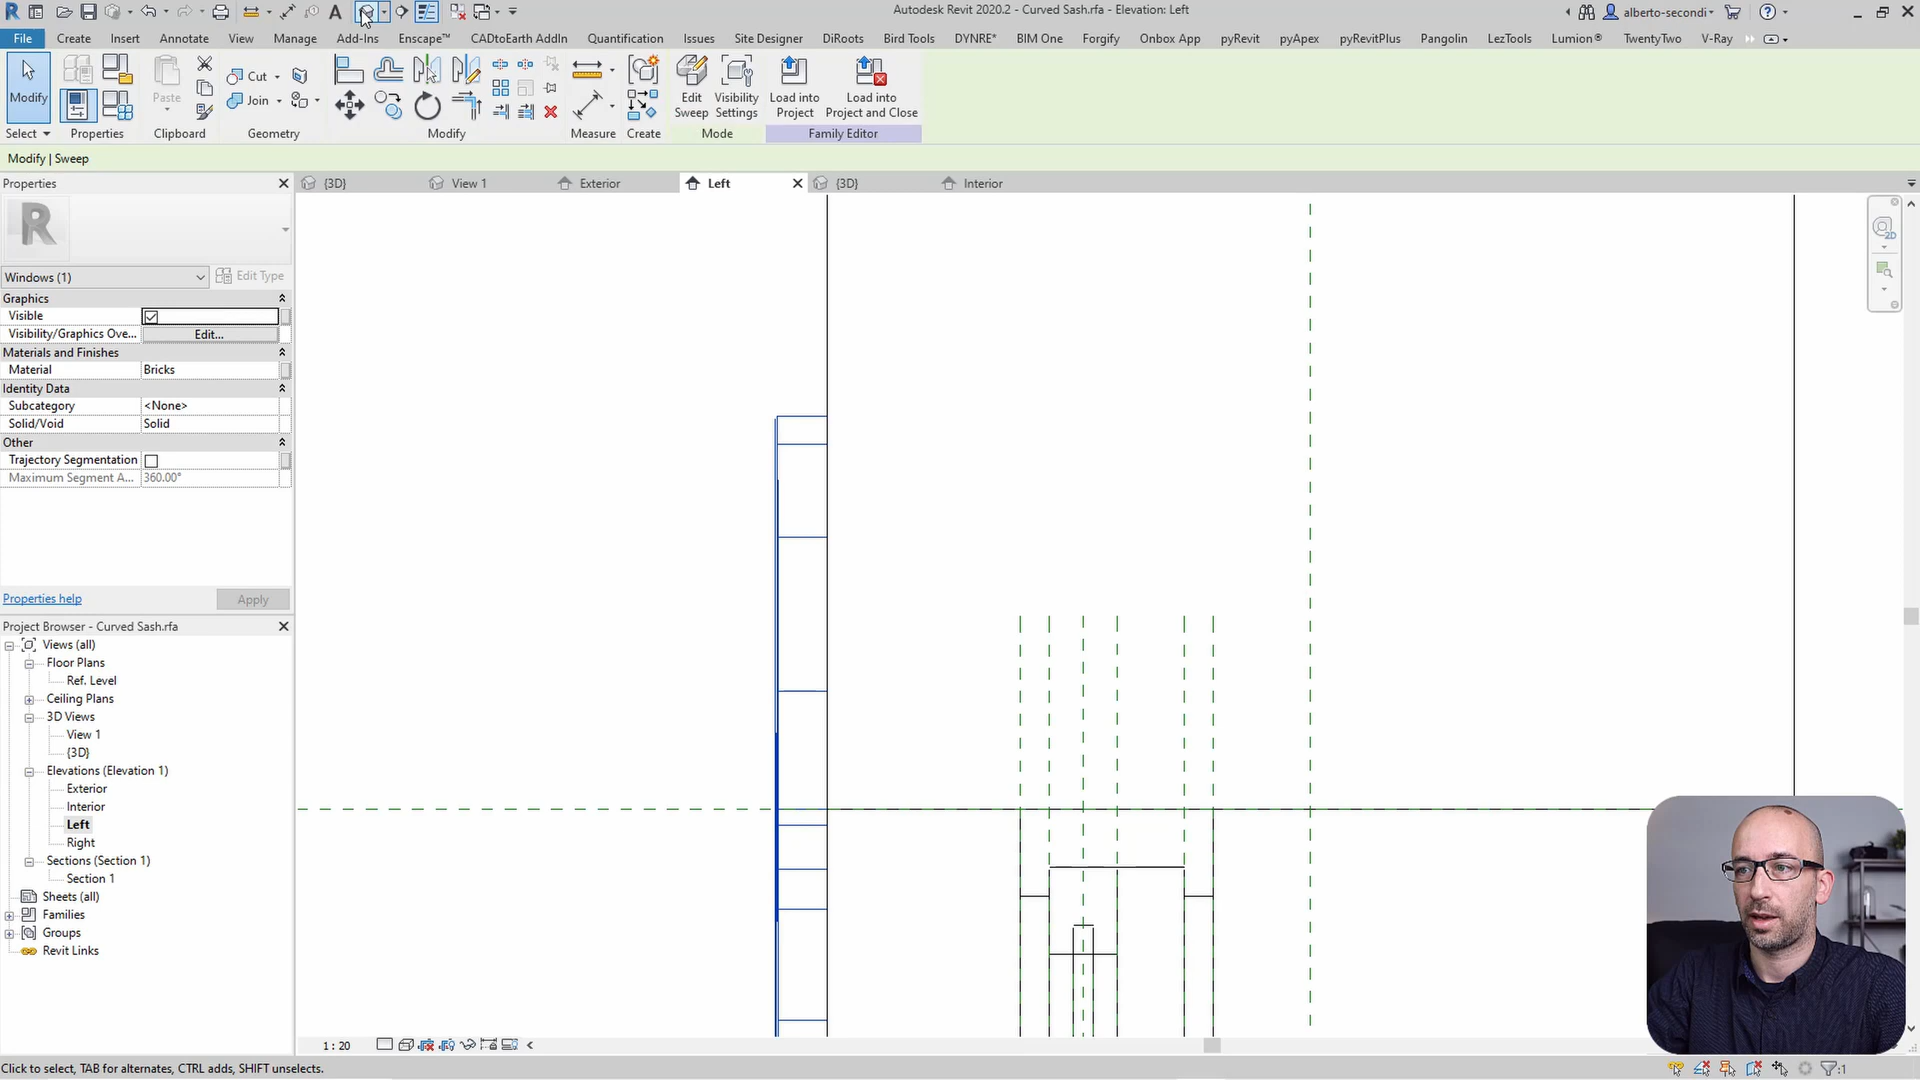 Autodesk Revit 2020.2 - Curved Sash.rfa - Elevation: Left
alberto-secondi
File Create Insert Annotate View Manage Add-Ins Enscape™ CADtoEarth AddIn Quantification Issues Site Designer DiRoots Bird Tools DYNRE* BIM One Forgify Onbox App pyRevit pyApex pyRevitPlus Pangolin LezTools Lumion® TwentyTwo V-Ray
Modify
Paste
Cut
Join
Edit Sweep
Visibility Settings
Load into Project
Load into Project and Close
Select Properties Clipboard Geometry Modify Measure Create Mode Family Editor
Modify | Sweep
Properties
{3D} View 1 Exterior Left {3D} Interior
R
Windows (1)
Edit Type
Graphics
Visible
Visibility/Graphics Ove... Edit...
Materials and Finishes
Material Bricks
Identity Data
Subcategory <None>
Solid/Void Solid
Other
Trajectory Segmentation
Maximum Segment A... 360.00°
Properties help Apply
Project Browser - Curved Sash.rfa
Views (all)
Floor Plans
Ref. Level
Ceiling Plans
3D Views
View 1
{3D}
Elevations (Elevation 1)
Exterior
Interior
Left
Right
Sections (Section 1)
Section 1
Sheets (all)
Families
Groups
Revit Links
1 : 20
Click to select, TAB for alternates, CTRL adds, SHIFT unselects.
:1